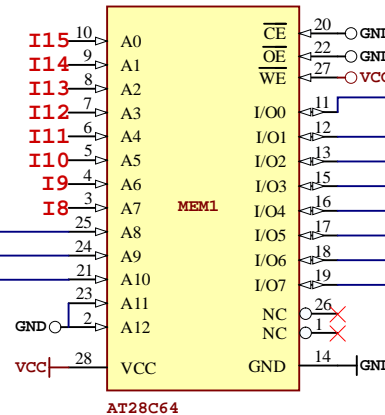 I15 10 A0 CE 20 GND
I14 9 A1 OE 22 GND
I13 8 A2 WE 27 VCC
I12 7 A3 I/O0 11
I11 6 A4 I/O1 12
I10 5 A5 I/O2 13
I9 4 A6 I/O3 15
I8 3 A7 MEM1 I/O4 16
25 A8 I/O5 17
24 A9 I/O6 18
21 A10 I/O7 19
23 A11 NC 26
GND 2 A12 NC 1
VCC 28 VCC GND 14 GND
AT28C64